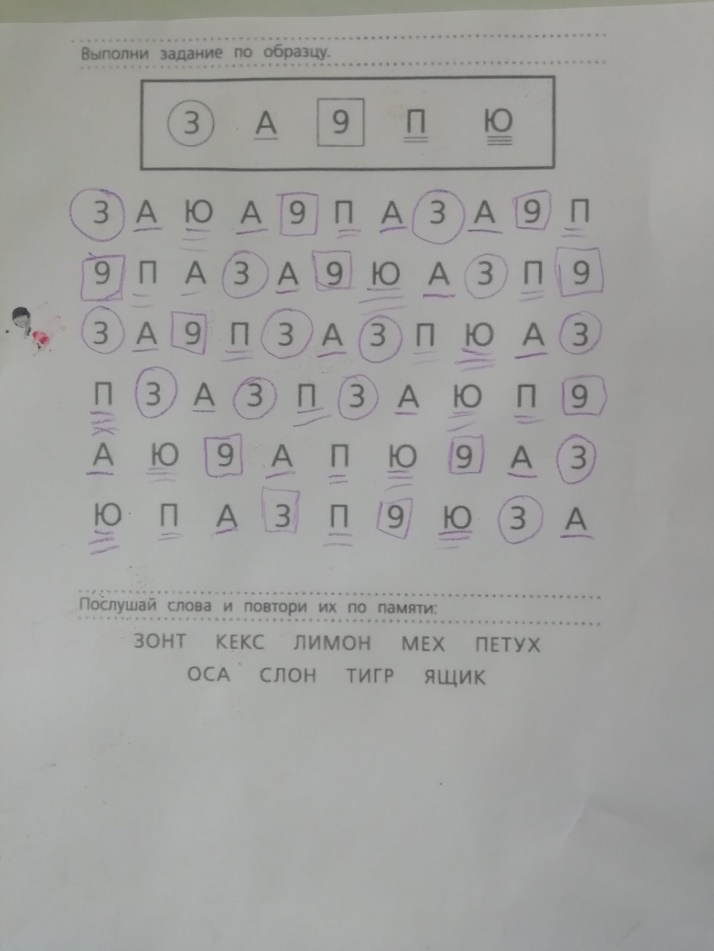 Выполни задание по образцу.
З А 9 П Ю
З А Ю А 9 П А З А 9 П
9 П А З А 9 Ю А З П 9
З А 9 П З А З П Ю А З
П З А З П З А Ю П 9
А Ю 9 А П Ю 9 А З
Ю П А З П 9 Ю З А
Послушай слова и повтори их по памяти:
ЗОНТ КЕКС ЛИМОН МЕХ ПЕТУХ
ОСА СЛОН ТИГР ЯЩИК